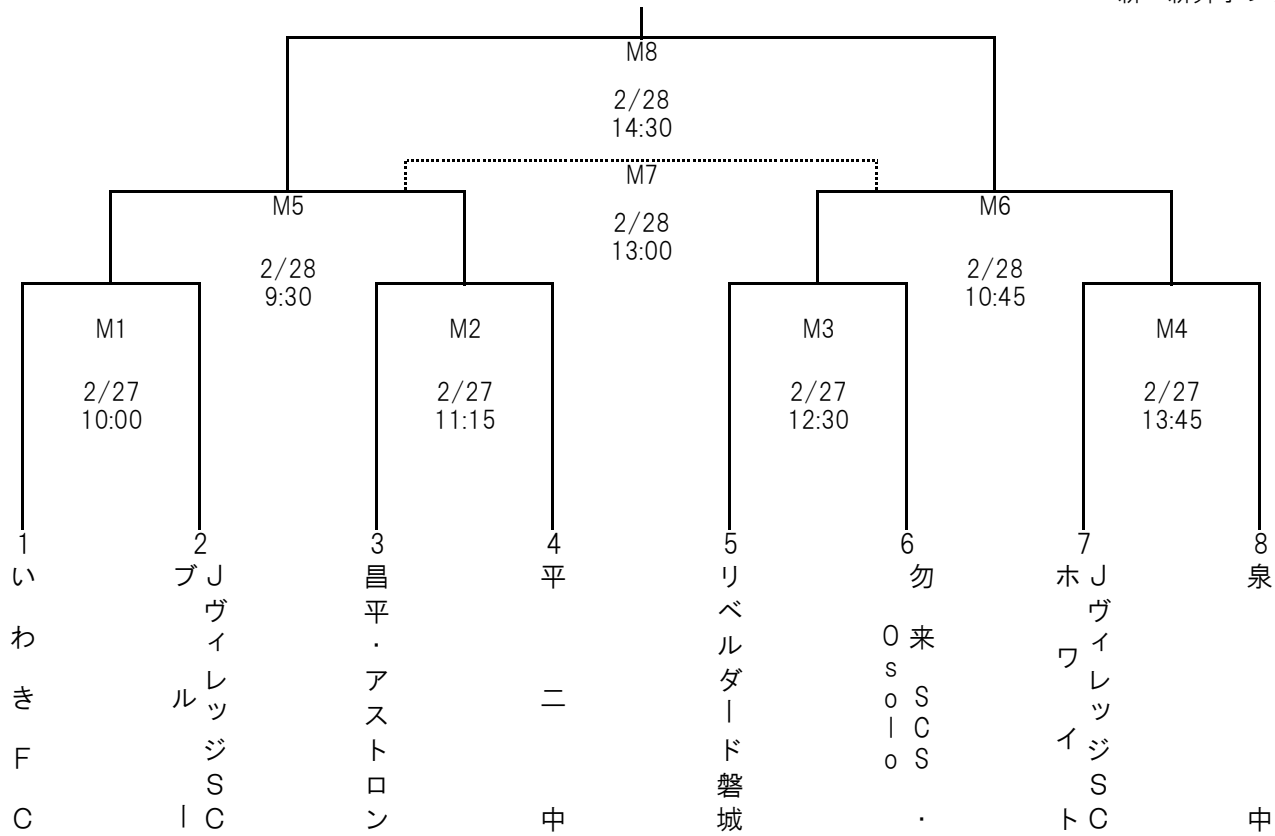 M8
2/28
14:30
M7
2/28
13:00
M5
2/28
9:30
M6
2/28
10:45
M1
2/27
10:00
M2
2/27
11:15
M3
2/27
12:30
M4
2/27
13:45
1
いわきFC
2
JヴィレッジSC
ブルー
3
昌平・アストロン
4
平二中
5
リベルダード磐城
6
勿来SCS・
Osolo
7
JヴィレッジSC
ホワイト
8
泉中